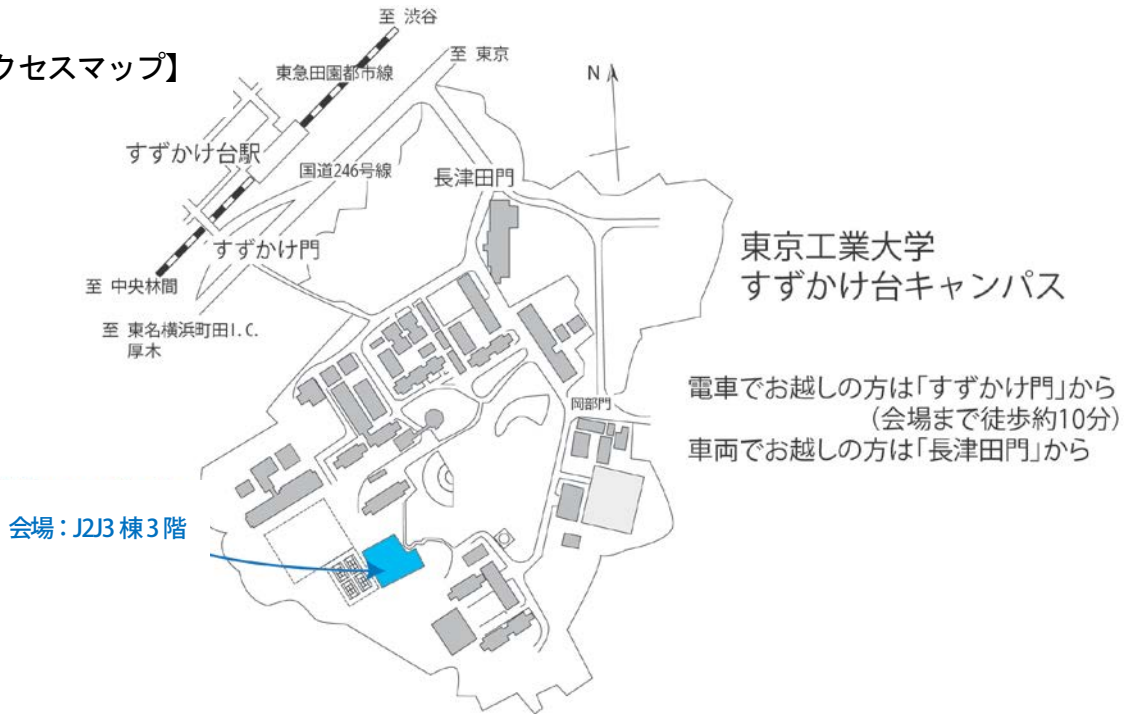 至 渋谷
クセスマップ】
至 東京
東急田園都市線
N
すずかけ台駅
国道246号線
長津田門
すずかけ門
東京工業大学
すずかけ台キャンパス
至 中央林間
至 東名横浜町田I.C.
厚木
電車でお越しの方は「すずかけ門」から
(会場まで徒歩約10分)
車両でお越しの方は「長津田門」から
岡部門
会場：J2J3 棟 3 階